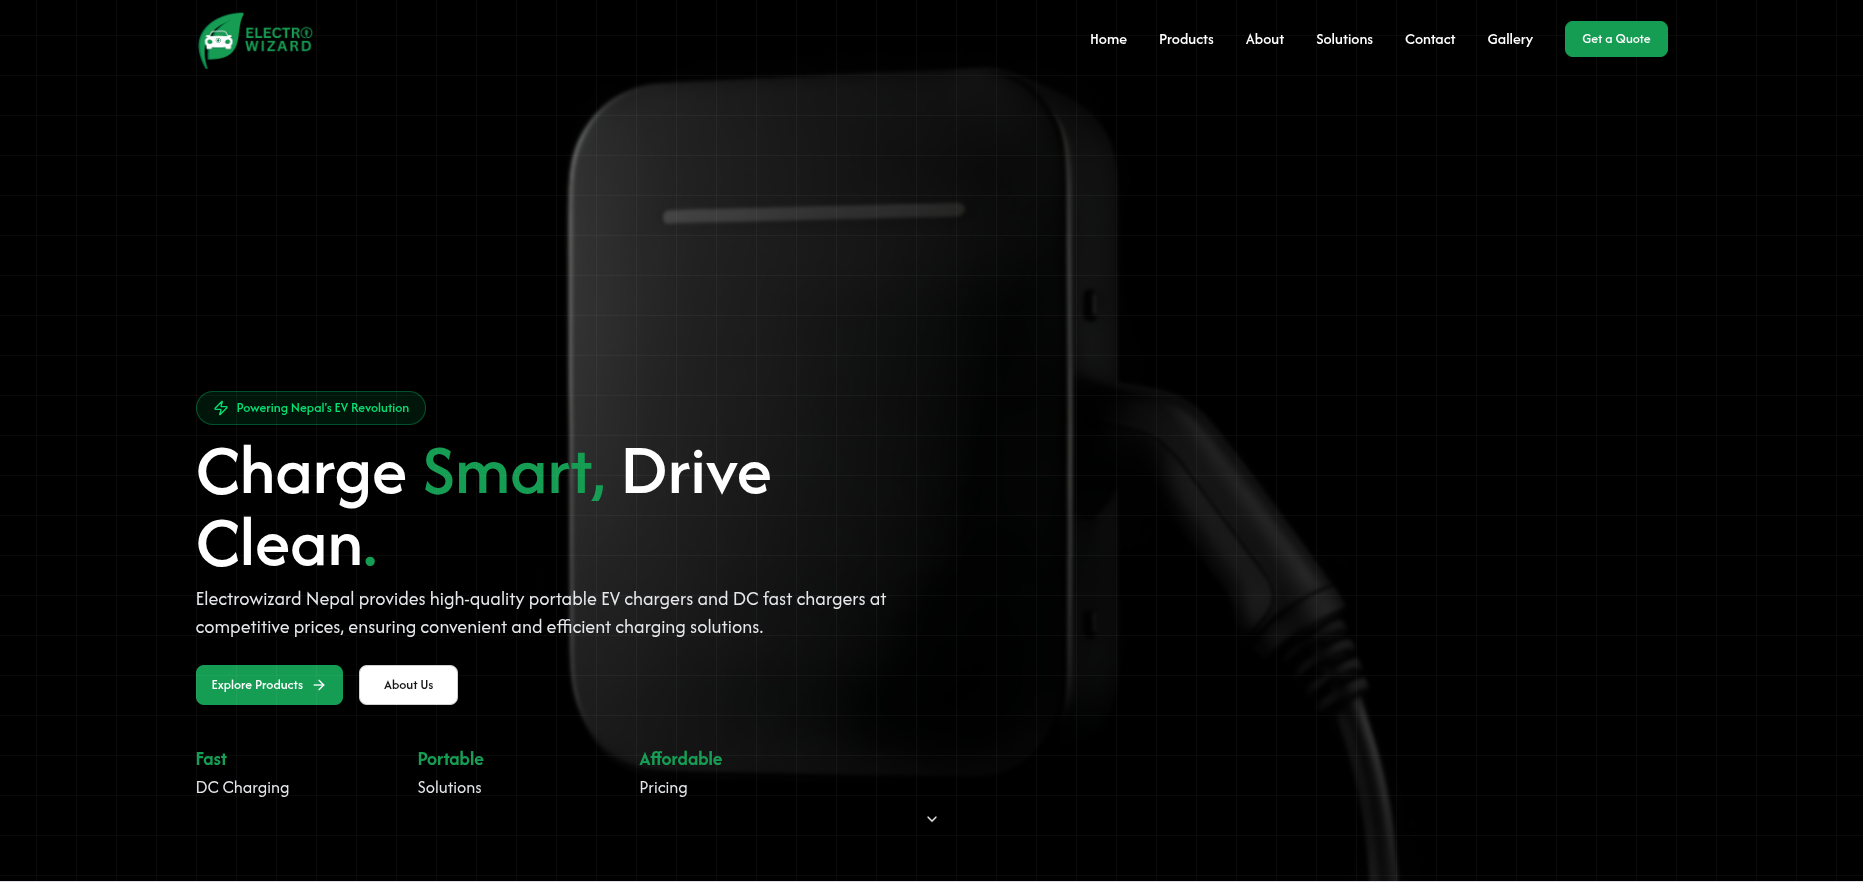 ELECTRO
WIZARD
Home Products About Solutions Contact Gallery Get a Quote
Powering Nepal's EV Revolution
Charge Smart, Drive
Clean.
Electrowizard Nepal provides high-quality portable EV chargers and DC fast chargers at
competitive prices, ensuring convenient and efficient charging solutions.
Explore Products About Us
Fast Portable Affordable
DC Charging Solutions Pricing